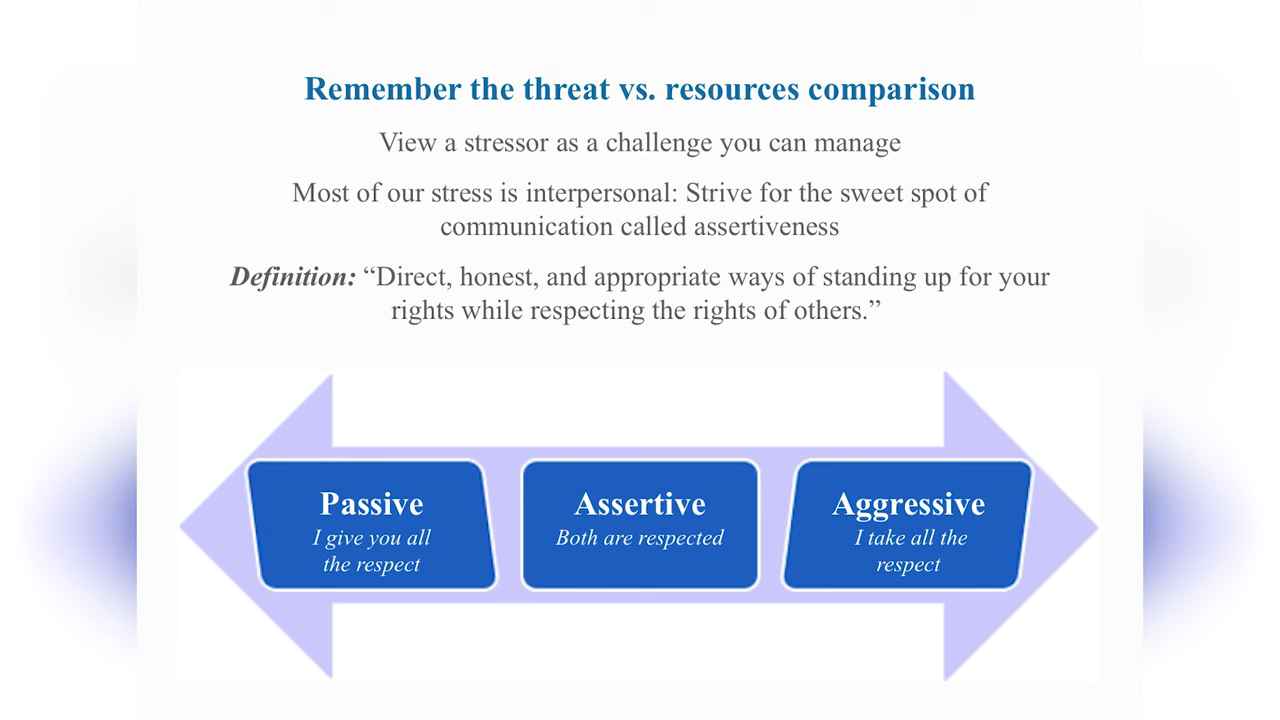 Remember the threat vs. resources comparison
View a stressor as a challenge you can manage
Most of our stress is interpersonal: Strive for the sweet spot of
communication called assertiveness
Definition: “Direct, honest, and appropriate ways of standing up for your
rights while respecting the rights of others.”
Passive
I give you all
the respect
Assertive
Both are respected
Aggressive
I take all the
respect